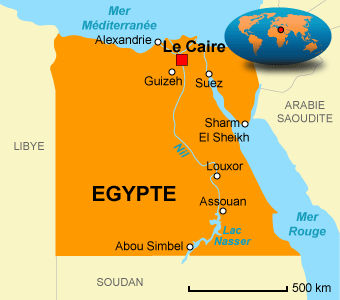 Mer
Méditerranée
Alexandrie
Le Caire
Guizeh
Suez
ARABIE
SAOUDITE
Sharm
El Sheikh
LIBYE
Nil
Louxor
EGYPTE
Assouan
Mer
Rouge
Lac
Nasser
Abou Simbel
SOUDAN
500 km